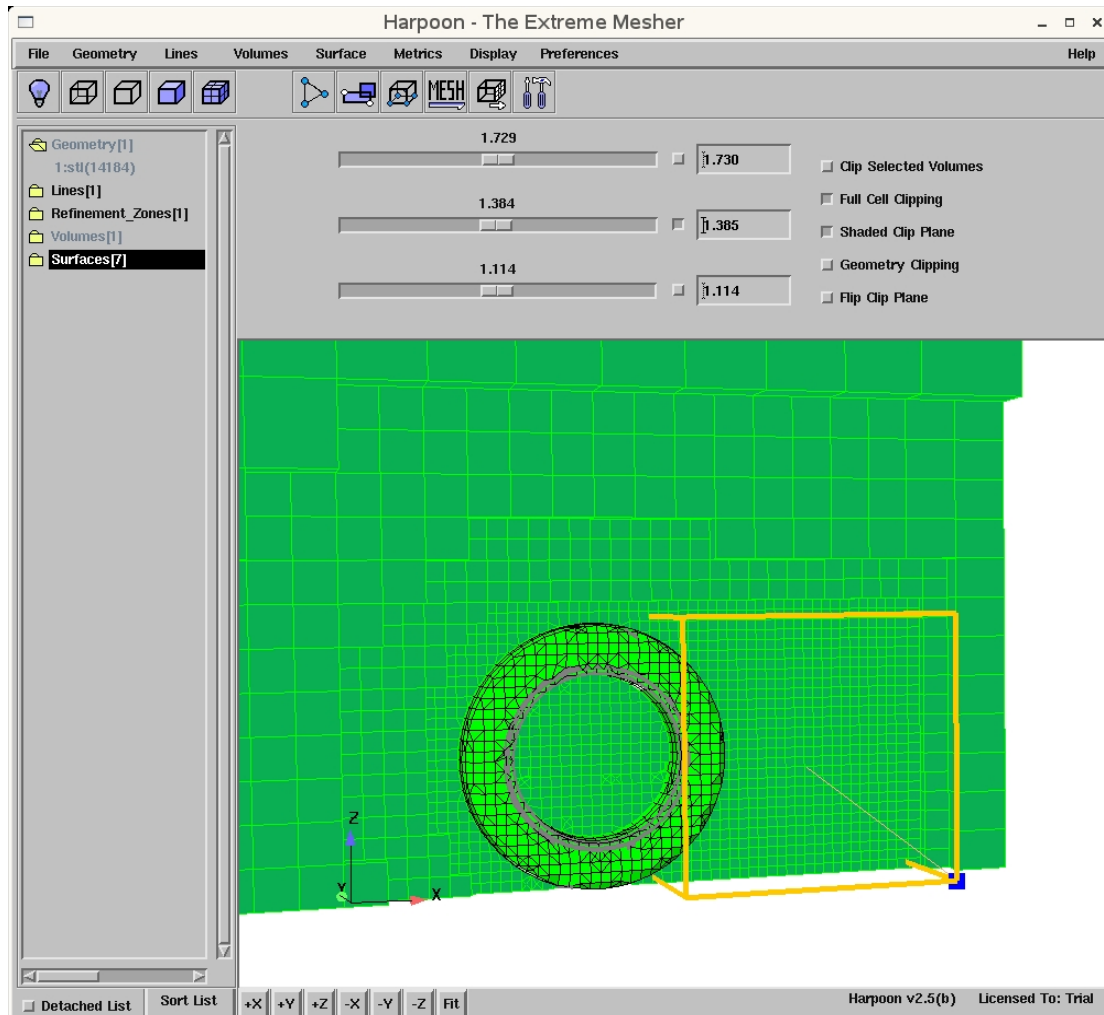 Harpoon - The Extreme Mesher
File Geometry Lines Volumes Surface Metrics Display Preferences Help
MESH
Geometry[1]
1:stl(14184)
Lines[1]
Refinement_Zones[1]
Volumes[1]
Surfaces[7]
1.729
1.730
1.384
1.385
1.114
1.114
Clip Selected Volumes
Full Cell Clipping
Shaded Clip Plane
Geometry Clipping
Flip Clip Plane
Z
Y
X
Detached List Sort List +X +Y +Z -X -Y -Z Fit Harpoon v2.5(b) Licensed To: Trial